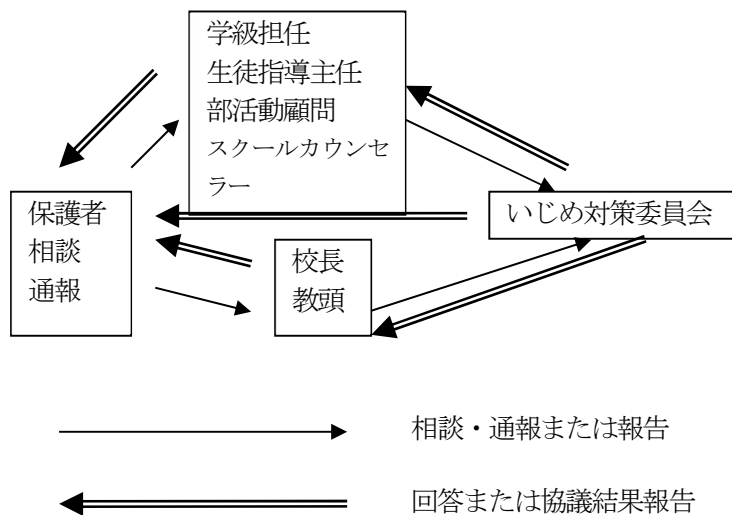 学級担任
生徒指導主任
部活動顧問
スクールカウンセ
ラー
保護者
相談
通報
いじめ対策委員会
校長
教頭
相談・通報または報告
回答または協議結果報告